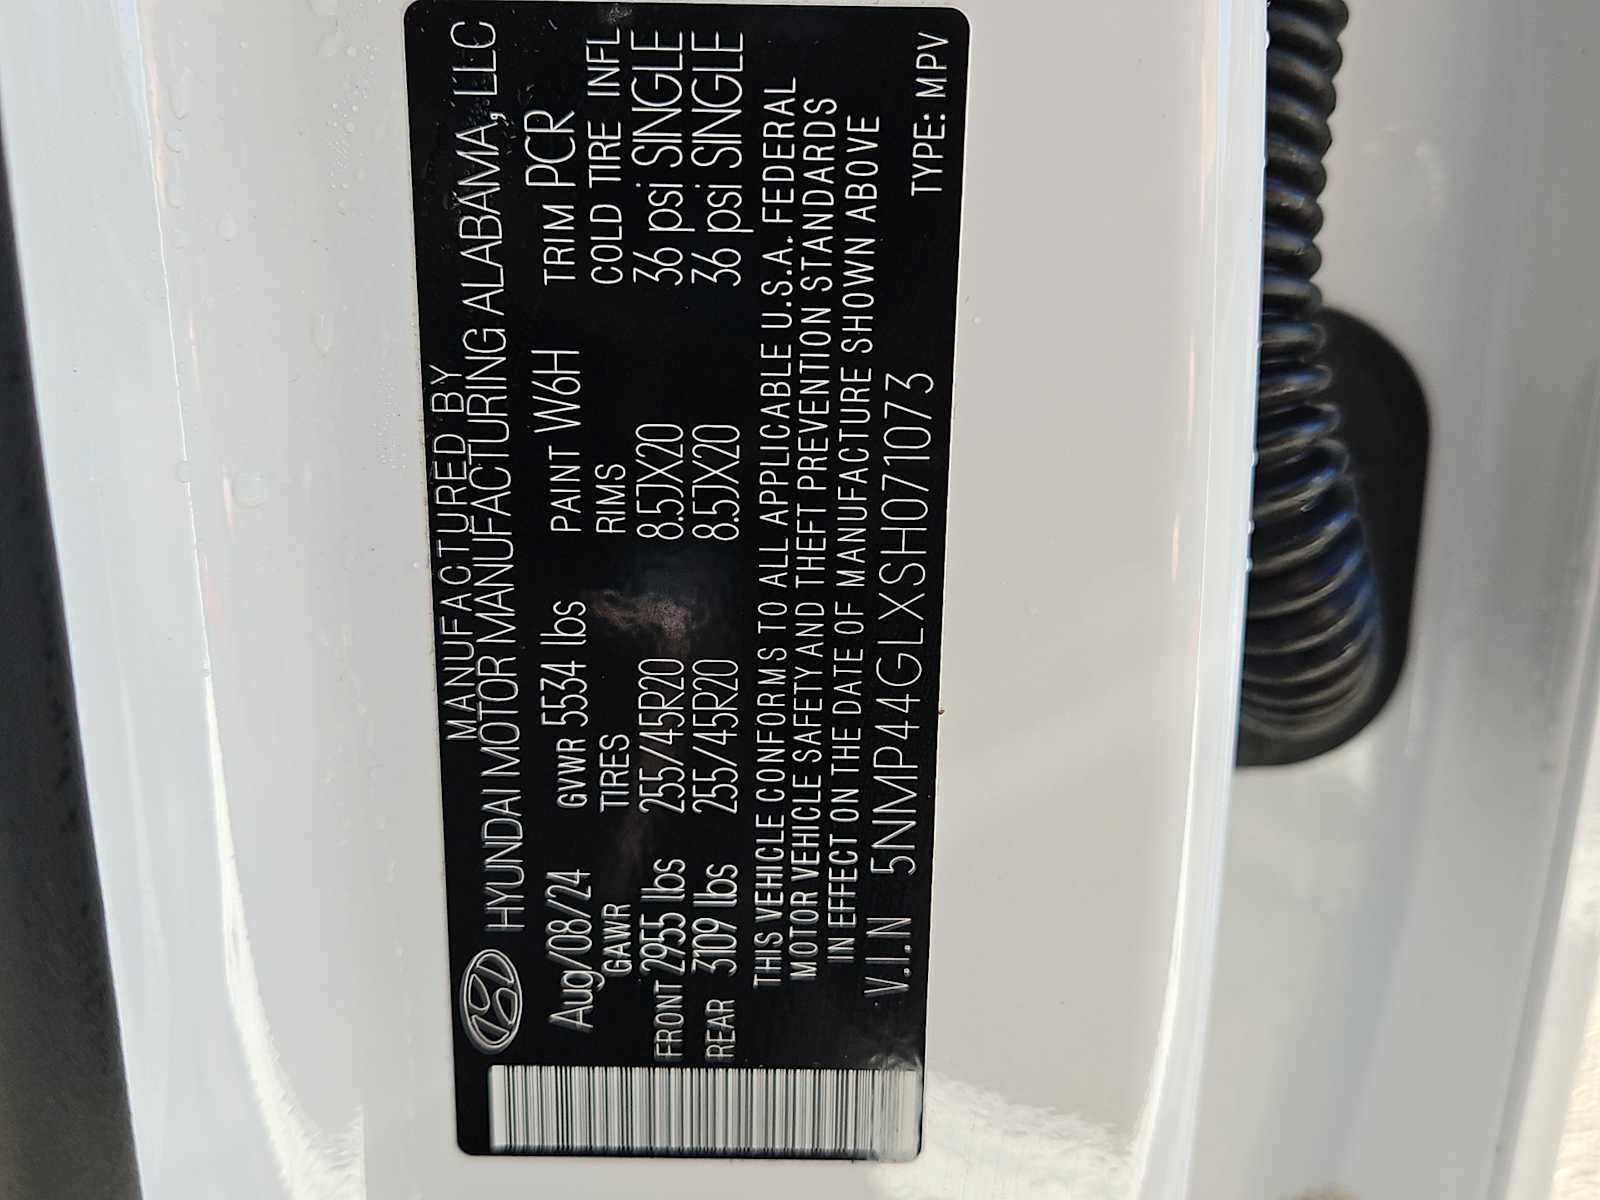 MANUFACTURED BY
HYUNDAI MOTOR MANUFACTURING ALABAMA, LLC
Aug/08/24 GVWR 5534 lbs PAINT W6H TRIM PCR
GAWR TIRES RIMS COLD TIRE INFL
FRONT 2955 lbs 255/45R20 8.5JX20 36 psi SINGLE
REAR 3109 lbs 255/45R20 8.5JX20 36 psi SINGLE
THIS VEHICLE CONFORMS TO ALL APPLICABLE U.S.A. FEDERAL
MOTOR VEHICLE SAFETY AND THEFT PREVENTION STANDARDS
IN EFFECT ON THE DATE OF MANUFACTURE SHOWN ABOVE
V.I.N 5NMP44GLXSH071073 TYPE: MPV